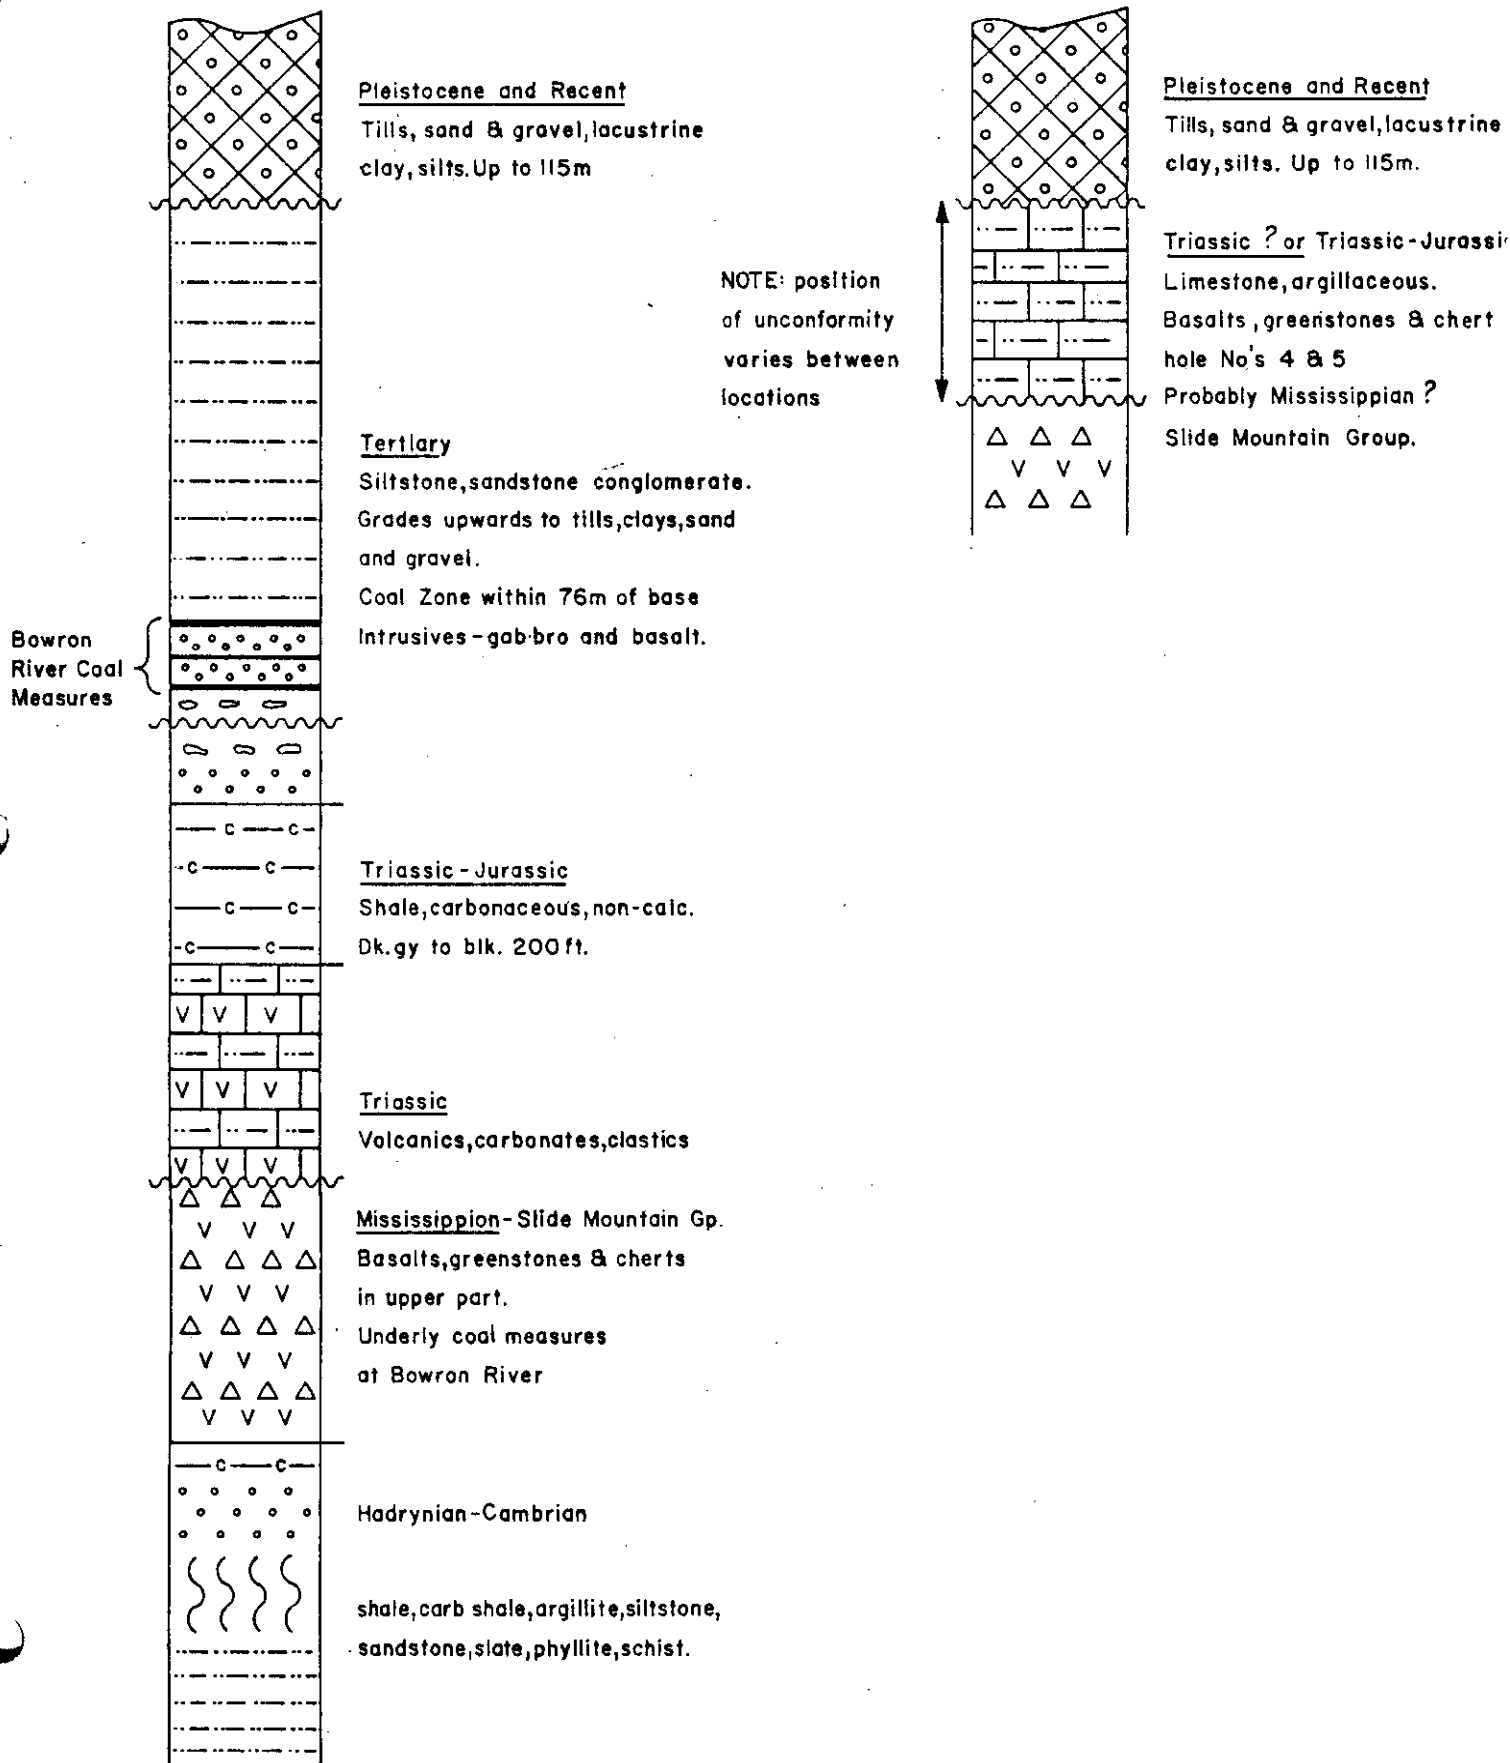 Pleistocene and Recent
Tills, sand & gravel, lacustrine
clay, silts. Up to 115m
Tertiary
Siltstone, sandstone conglomerate.
Grades upwards to tills, clays, sand
and gravel.
Coal Zone within 76m of base
Intrusives - gabbro and basalt.
Bowron
River Coal
Measures
Triassic - Jurassic
Shale, carbonaceous, non-calc.
Dk. gy to blk. 200 ft.
Triassic
Volcanics, carbonates, clastics
Mississippion - Slide Mountain Gp.
Basalts, greenstones & cherts
in upper part.
Underly coal measures
at Bowron River
Hadrynian-Cambrian
shale, carb shale, argillite, siltstone,
sandstone, slate, phyllite, schist.
NOTE: position
of unconformity
varies between
locations
Pleistocene and Recent
Tills, sand & gravel, lacustrine
clay, silts. Up to 115m.
Triassic ? or Triassic-Jurassi
Limestone, argillaceous.
Basalts, greenstones & chert
hole No's 4 & 5
Probably Mississippian ?
Slide Mountain Group.